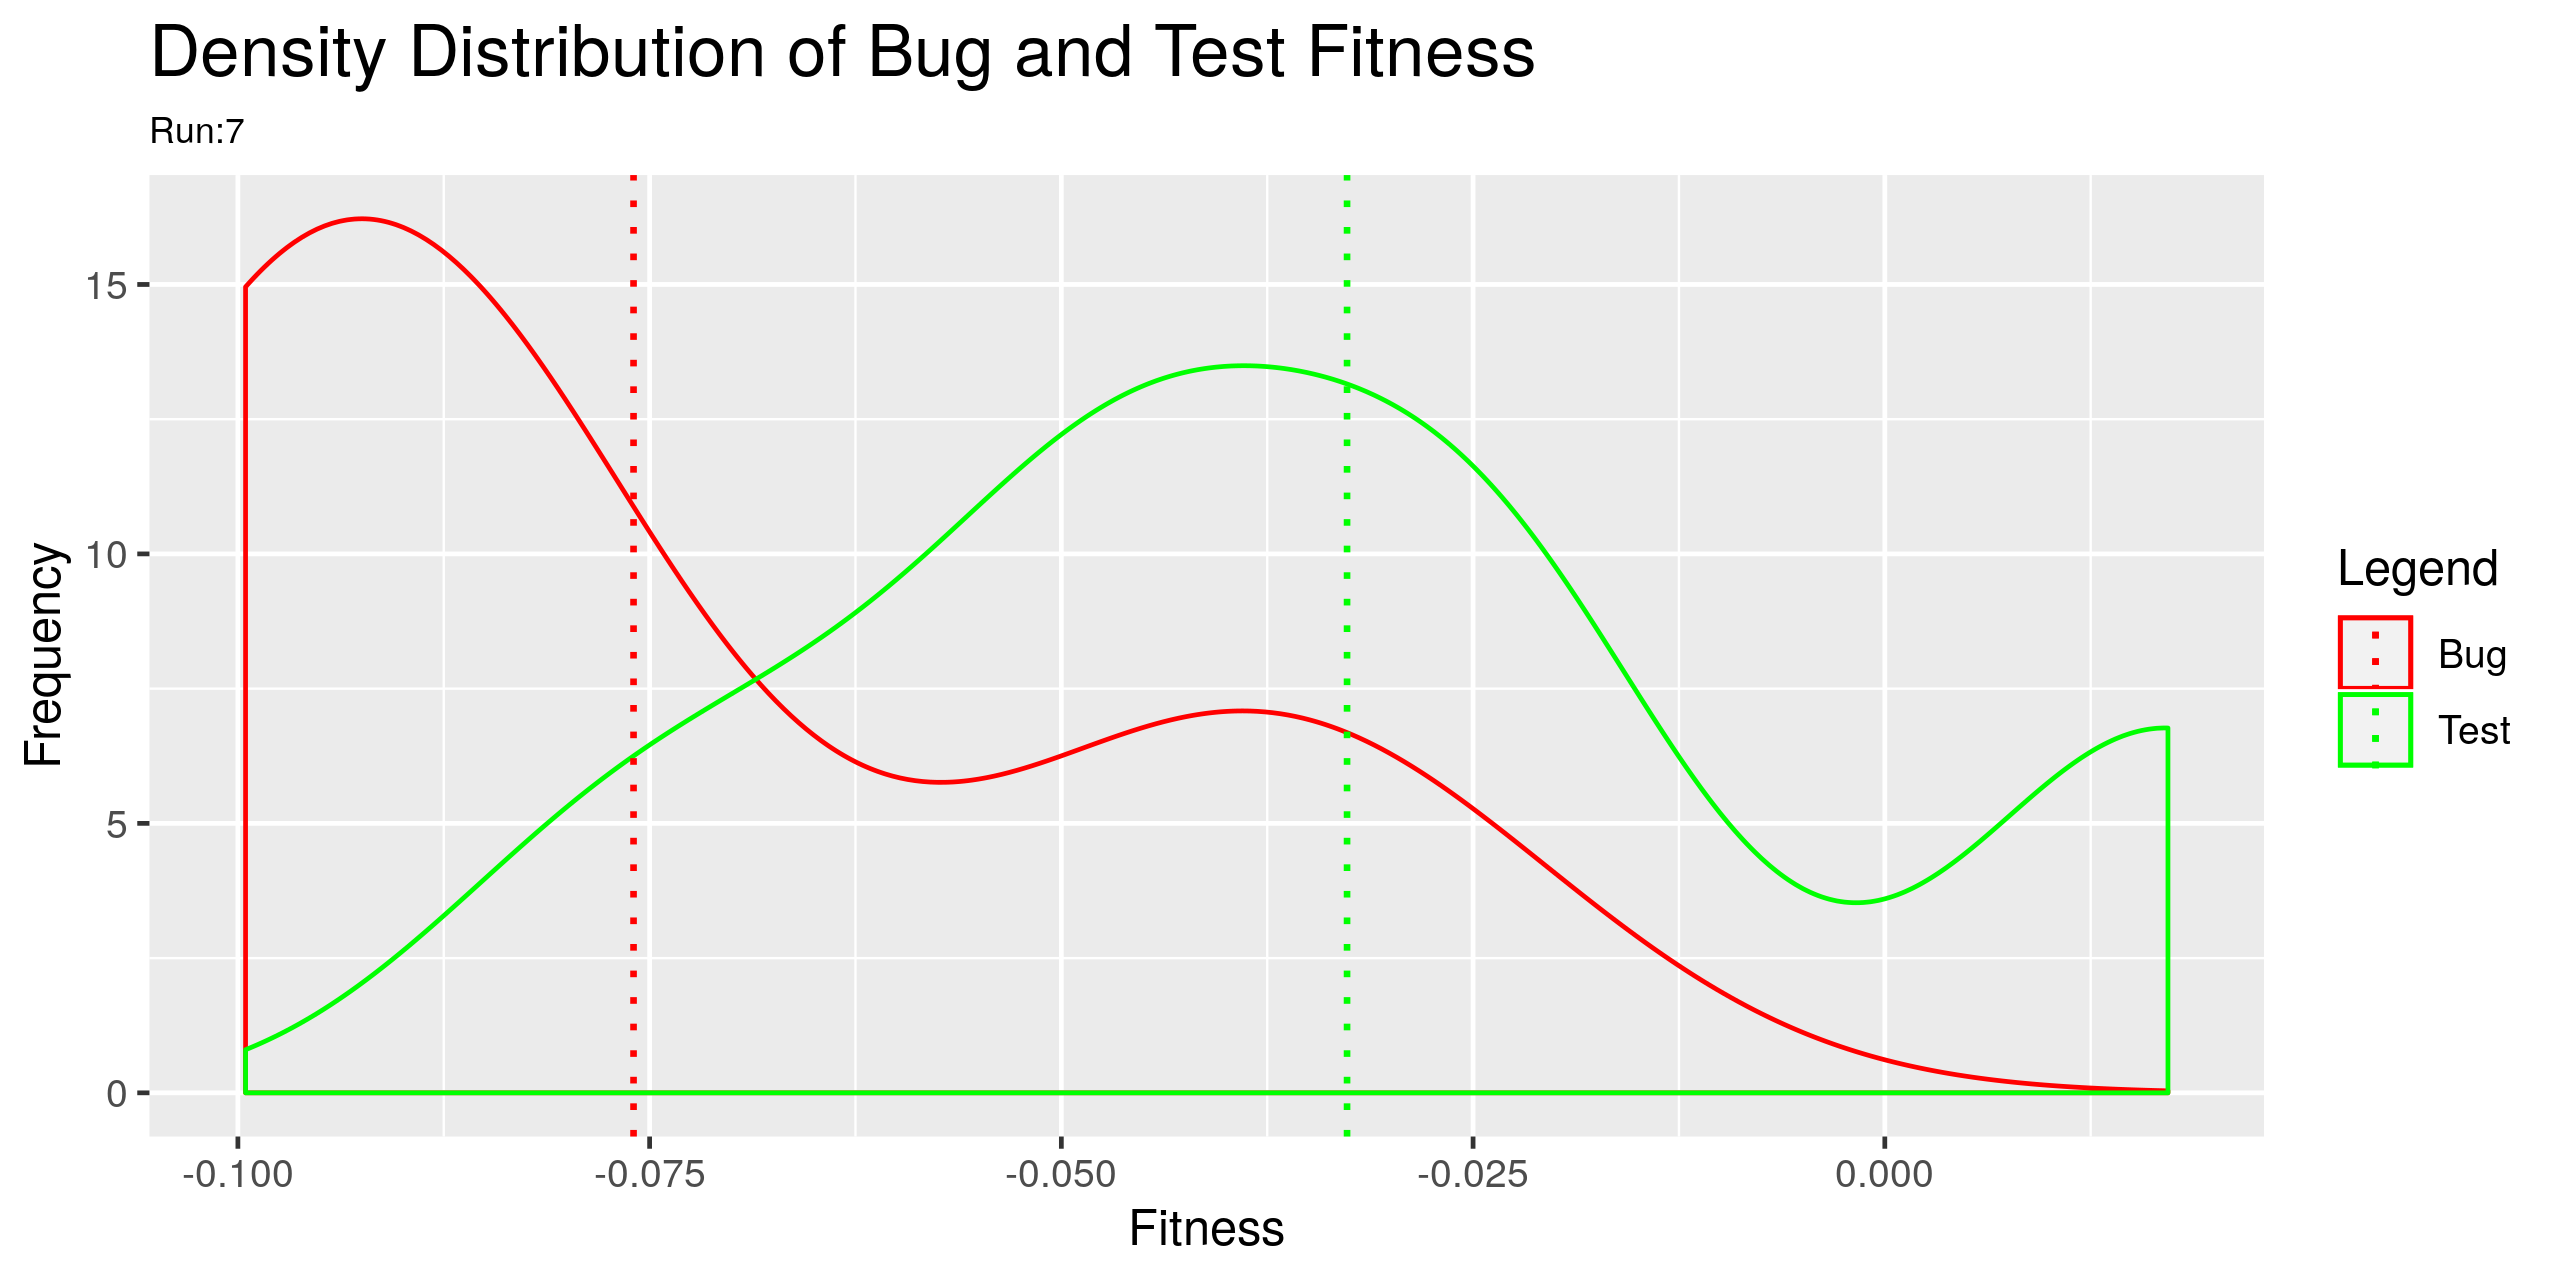 Density Distribution of Bug and Test Fitness
Run:7
15
10
5
0
Frequency
-0.100
-0.075
-0.050
-0.025
0.000
Fitness
Legend
Bug
Test